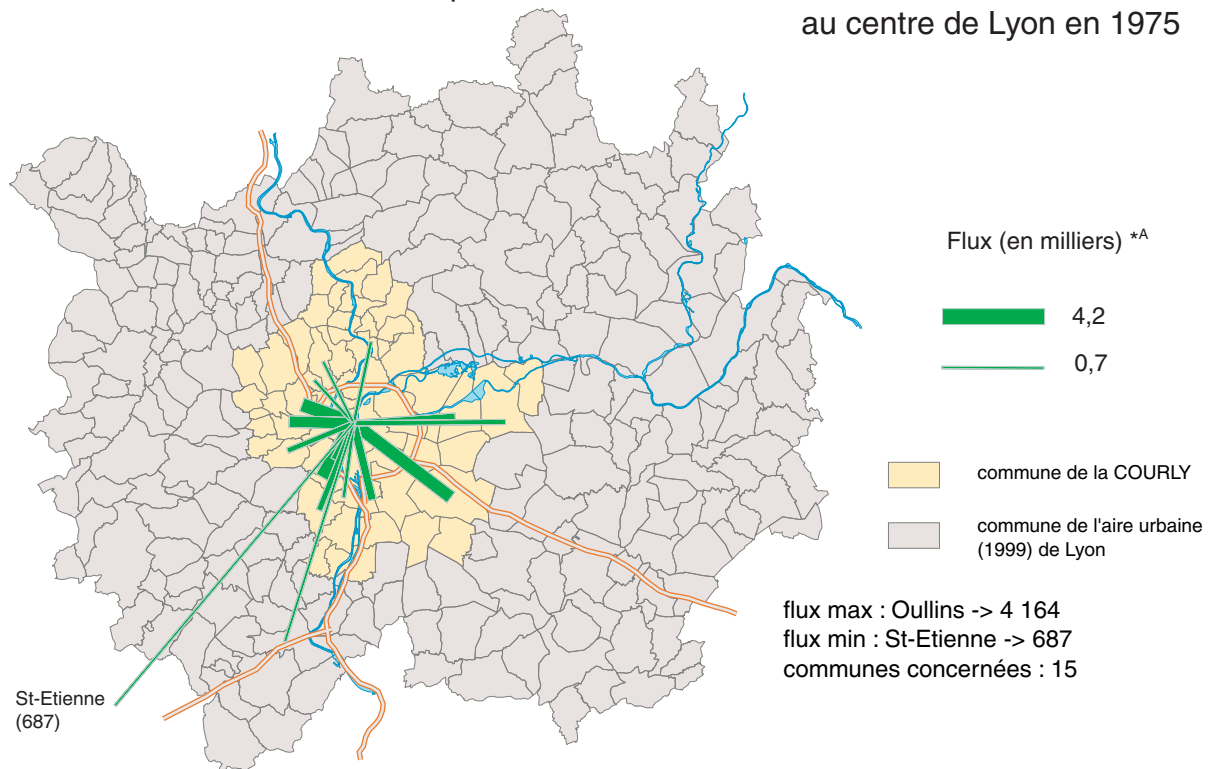 au centre de Lyon en 1975
Flux (en milliers) *A
4,2
0,7
commune de la COURLY
commune de l'aire urbaine
(1999) de Lyon
flux max : Oullins -> 4 164
flux min : St-Etienne -> 687
communes concernées : 15
St-Etienne
(687)